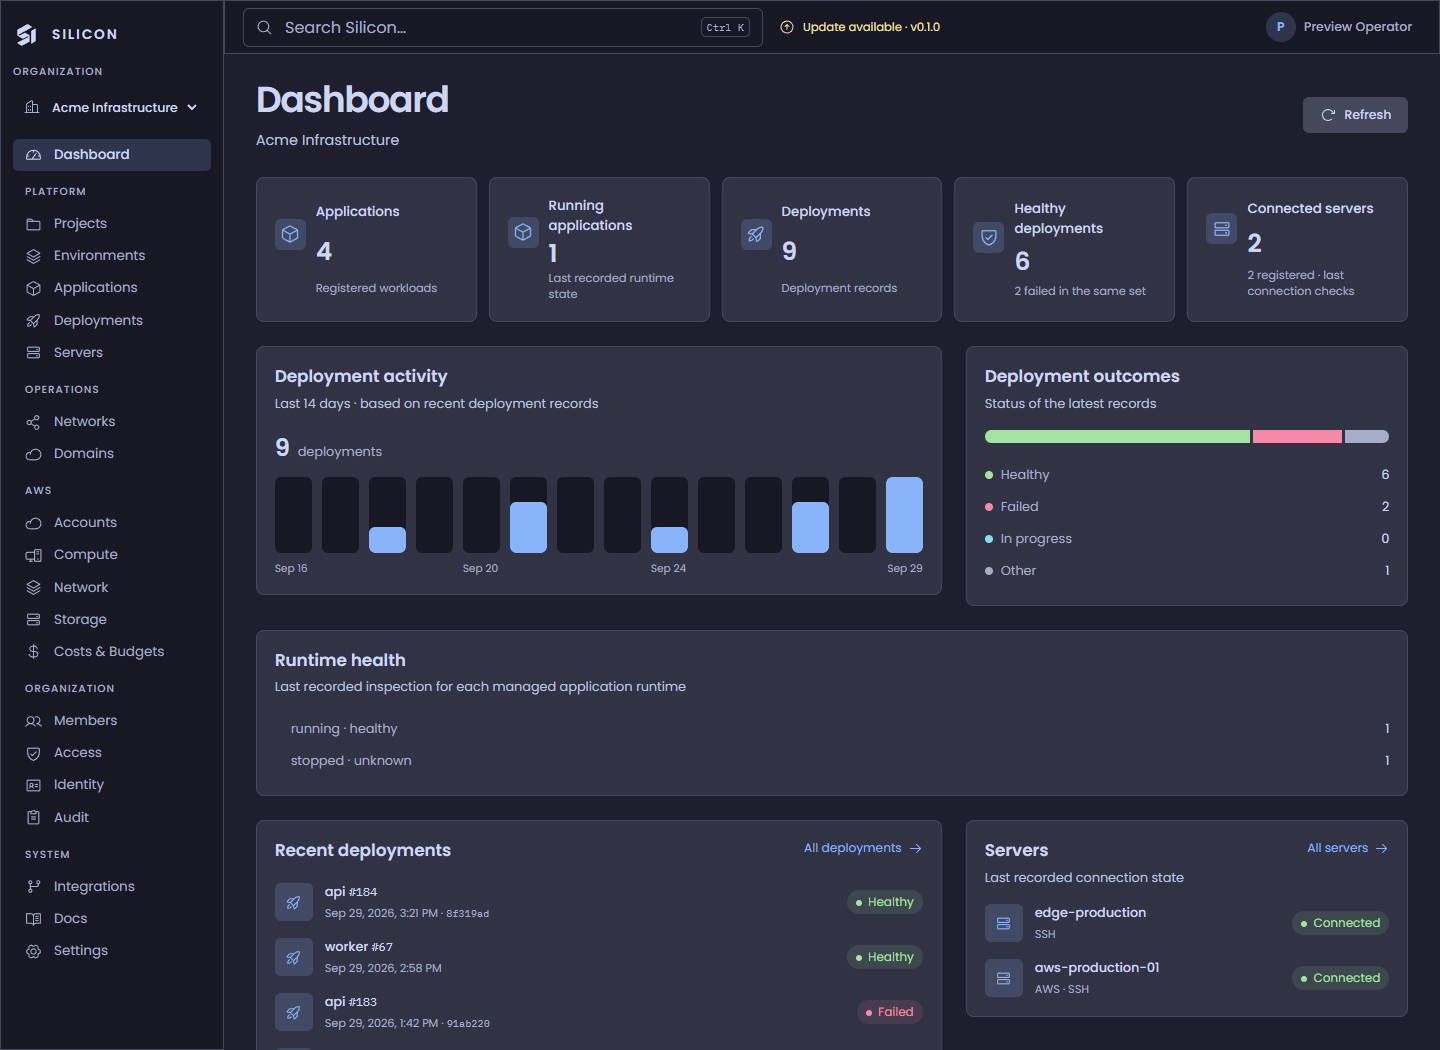 SILICON
ORGANIZATION
Acme Infrastructure
Dashboard
PLATFORM
Projects
Environments
Applications
Deployments
Servers
OPERATIONS
Networks
Domains
AWS
Accounts
Compute
Network
Storage
Costs & Budgets
ORGANIZATION
Members
Access
Identity
Audit
SYSTEM
Integrations
Docs
Settings
Search Silicon...
Ctrl K
Update available · v0.1.0
P
Preview Operator
Dashboard
Acme Infrastructure
Refresh
Applications
4
Registered workloads
Running
applications
1
Last recorded runtime
state
Deployments
9
Deployment records
Healthy
deployments
6
2 failed in the same set
Connected servers
2
2 registered · last
connection checks
Deployment activity
Last 14 days · based on recent deployment records
9 deployments
Sep 16 Sep 20 Sep 24 Sep 29
Deployment outcomes
Status of the latest records
Healthy 6
Failed 2
In progress 0
Other 1
Runtime health
Last recorded inspection for each managed application runtime
running · healthy 1
stopped · unknown 1
Recent deployments
All deployments
api #184
Sep 29, 2026, 3:21 PM · 8f319ad
Healthy
worker #67
Sep 29, 2026, 2:58 PM
Healthy
api #183
Sep 29, 2026, 1:42 PM · 91ab220
Failed
Servers
All servers
Last recorded connection state
edge-production
SSH
Connected
aws-production-01
AWS · SSH
Connected